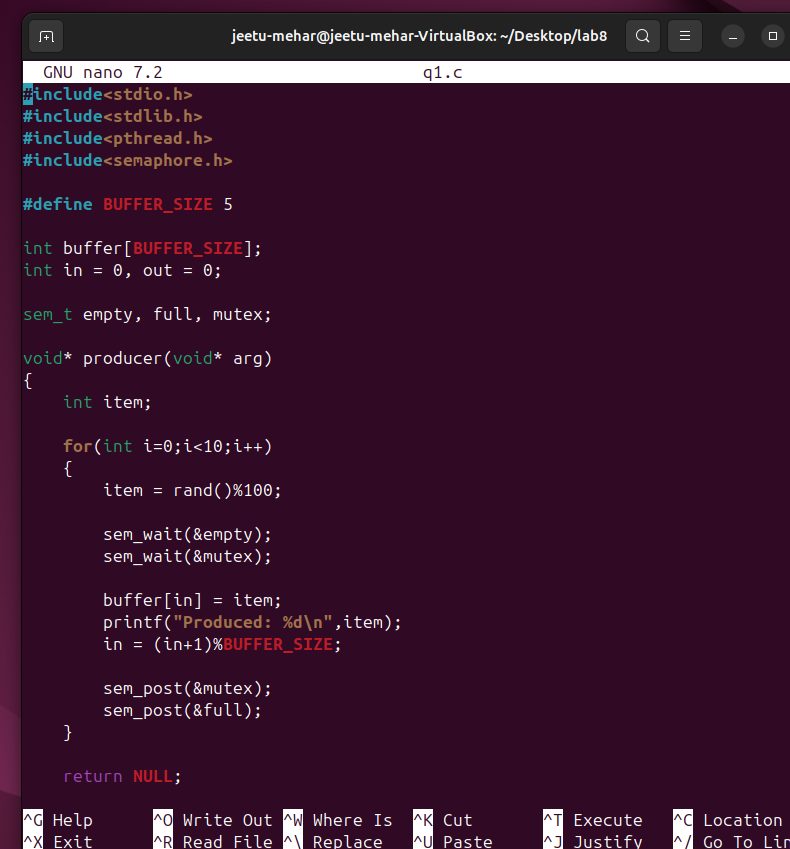 jeetu-mehar@jeetu-mehar-VirtualBox: ~/Desktop/lab8
GNU nano 7.2 q1.c
#include<stdio.h>
#include<stdlib.h>
#include<pthread.h>
#include<semaphore.h>
#define BUFFER_SIZE 5
int buffer[BUFFER_SIZE];
int in = 0, out = 0;
sem_t empty, full, mutex;
void* producer(void* arg)
{
    int item;
    for(int i=0;i<10;i++)
    {
        item = rand()%100;
        sem_wait(&empty);
        sem_wait(&mutex);
        buffer[in] = item;
        printf("Produced: %d\n",item);
        in = (in+1)%BUFFER_SIZE;
        sem_post(&mutex);
        sem_post(&full);
    }
    return NULL;
^G Help ^O Write Out ^W Where Is ^K Cut ^T Execute ^C Location
^X Exit ^R Read File ^\ Replace ^U Paste ^J Justify ^/ Go To Lin